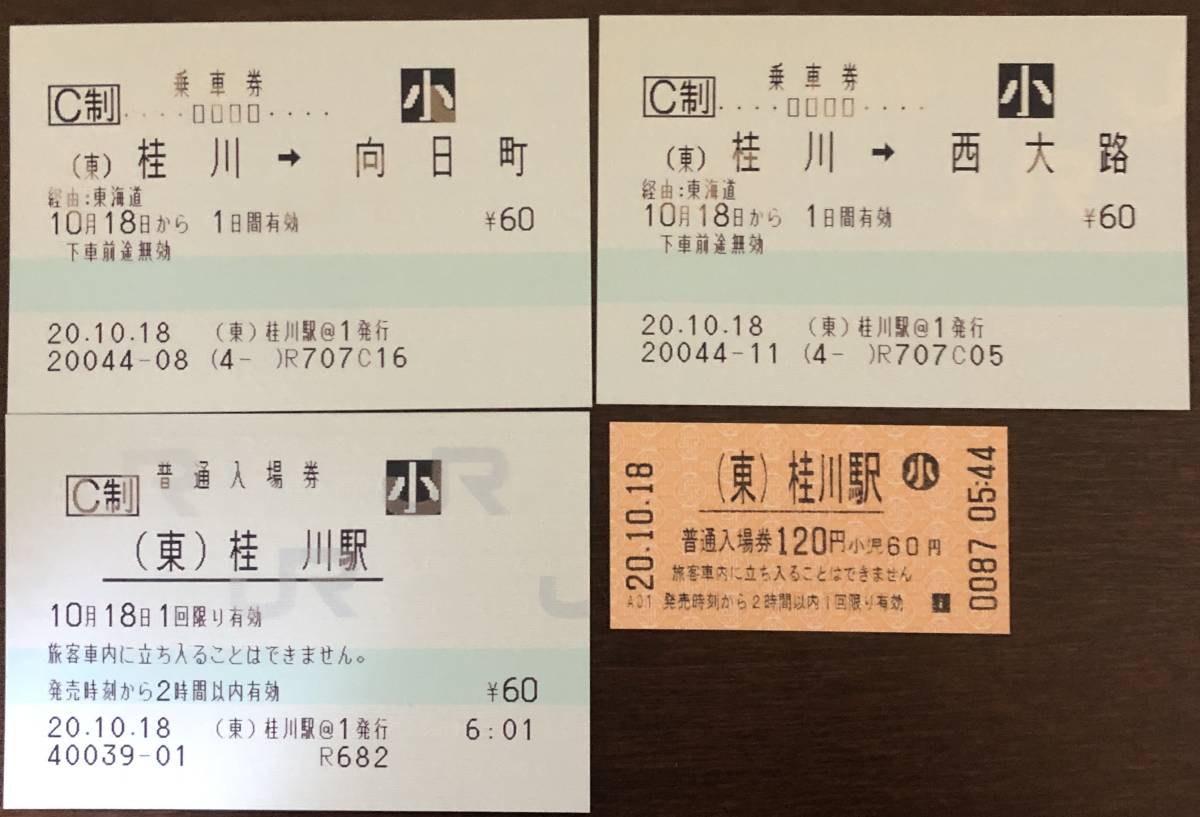 乗車券
C制 ････□□□□････ 小
(東) 桂川 → 向日町
経由:東海道
10月18日から 1日間有効 ¥60
下車前途無効
20.10.18 (東)桂川駅@1発行
20044-08 (4- )R707C16
乗車券
C制 ････□□□□････ 小
(東) 桂川 → 西大路
経由:東海道
10月18日から 1日間有効 ¥60
下車前途無効
20.10.18 (東)桂川駅@1発行
20044-11 (4- )R707C05
普通入場券
C制 小
(東)桂 川駅
10月18日1回限り有効
旅客車内に立ち入ることはできません。
発売時刻から2時間以内有効 ¥60
20.10.18 (東)桂川駅@1発行 6:01
40039-01 R682
20.10.18
(東)桂川駅 小
普通入場券120円小児60円
旅客車内に立ち入ることはできません
A01 発売時刻から2時間以内1回限り有効
0087 05:44